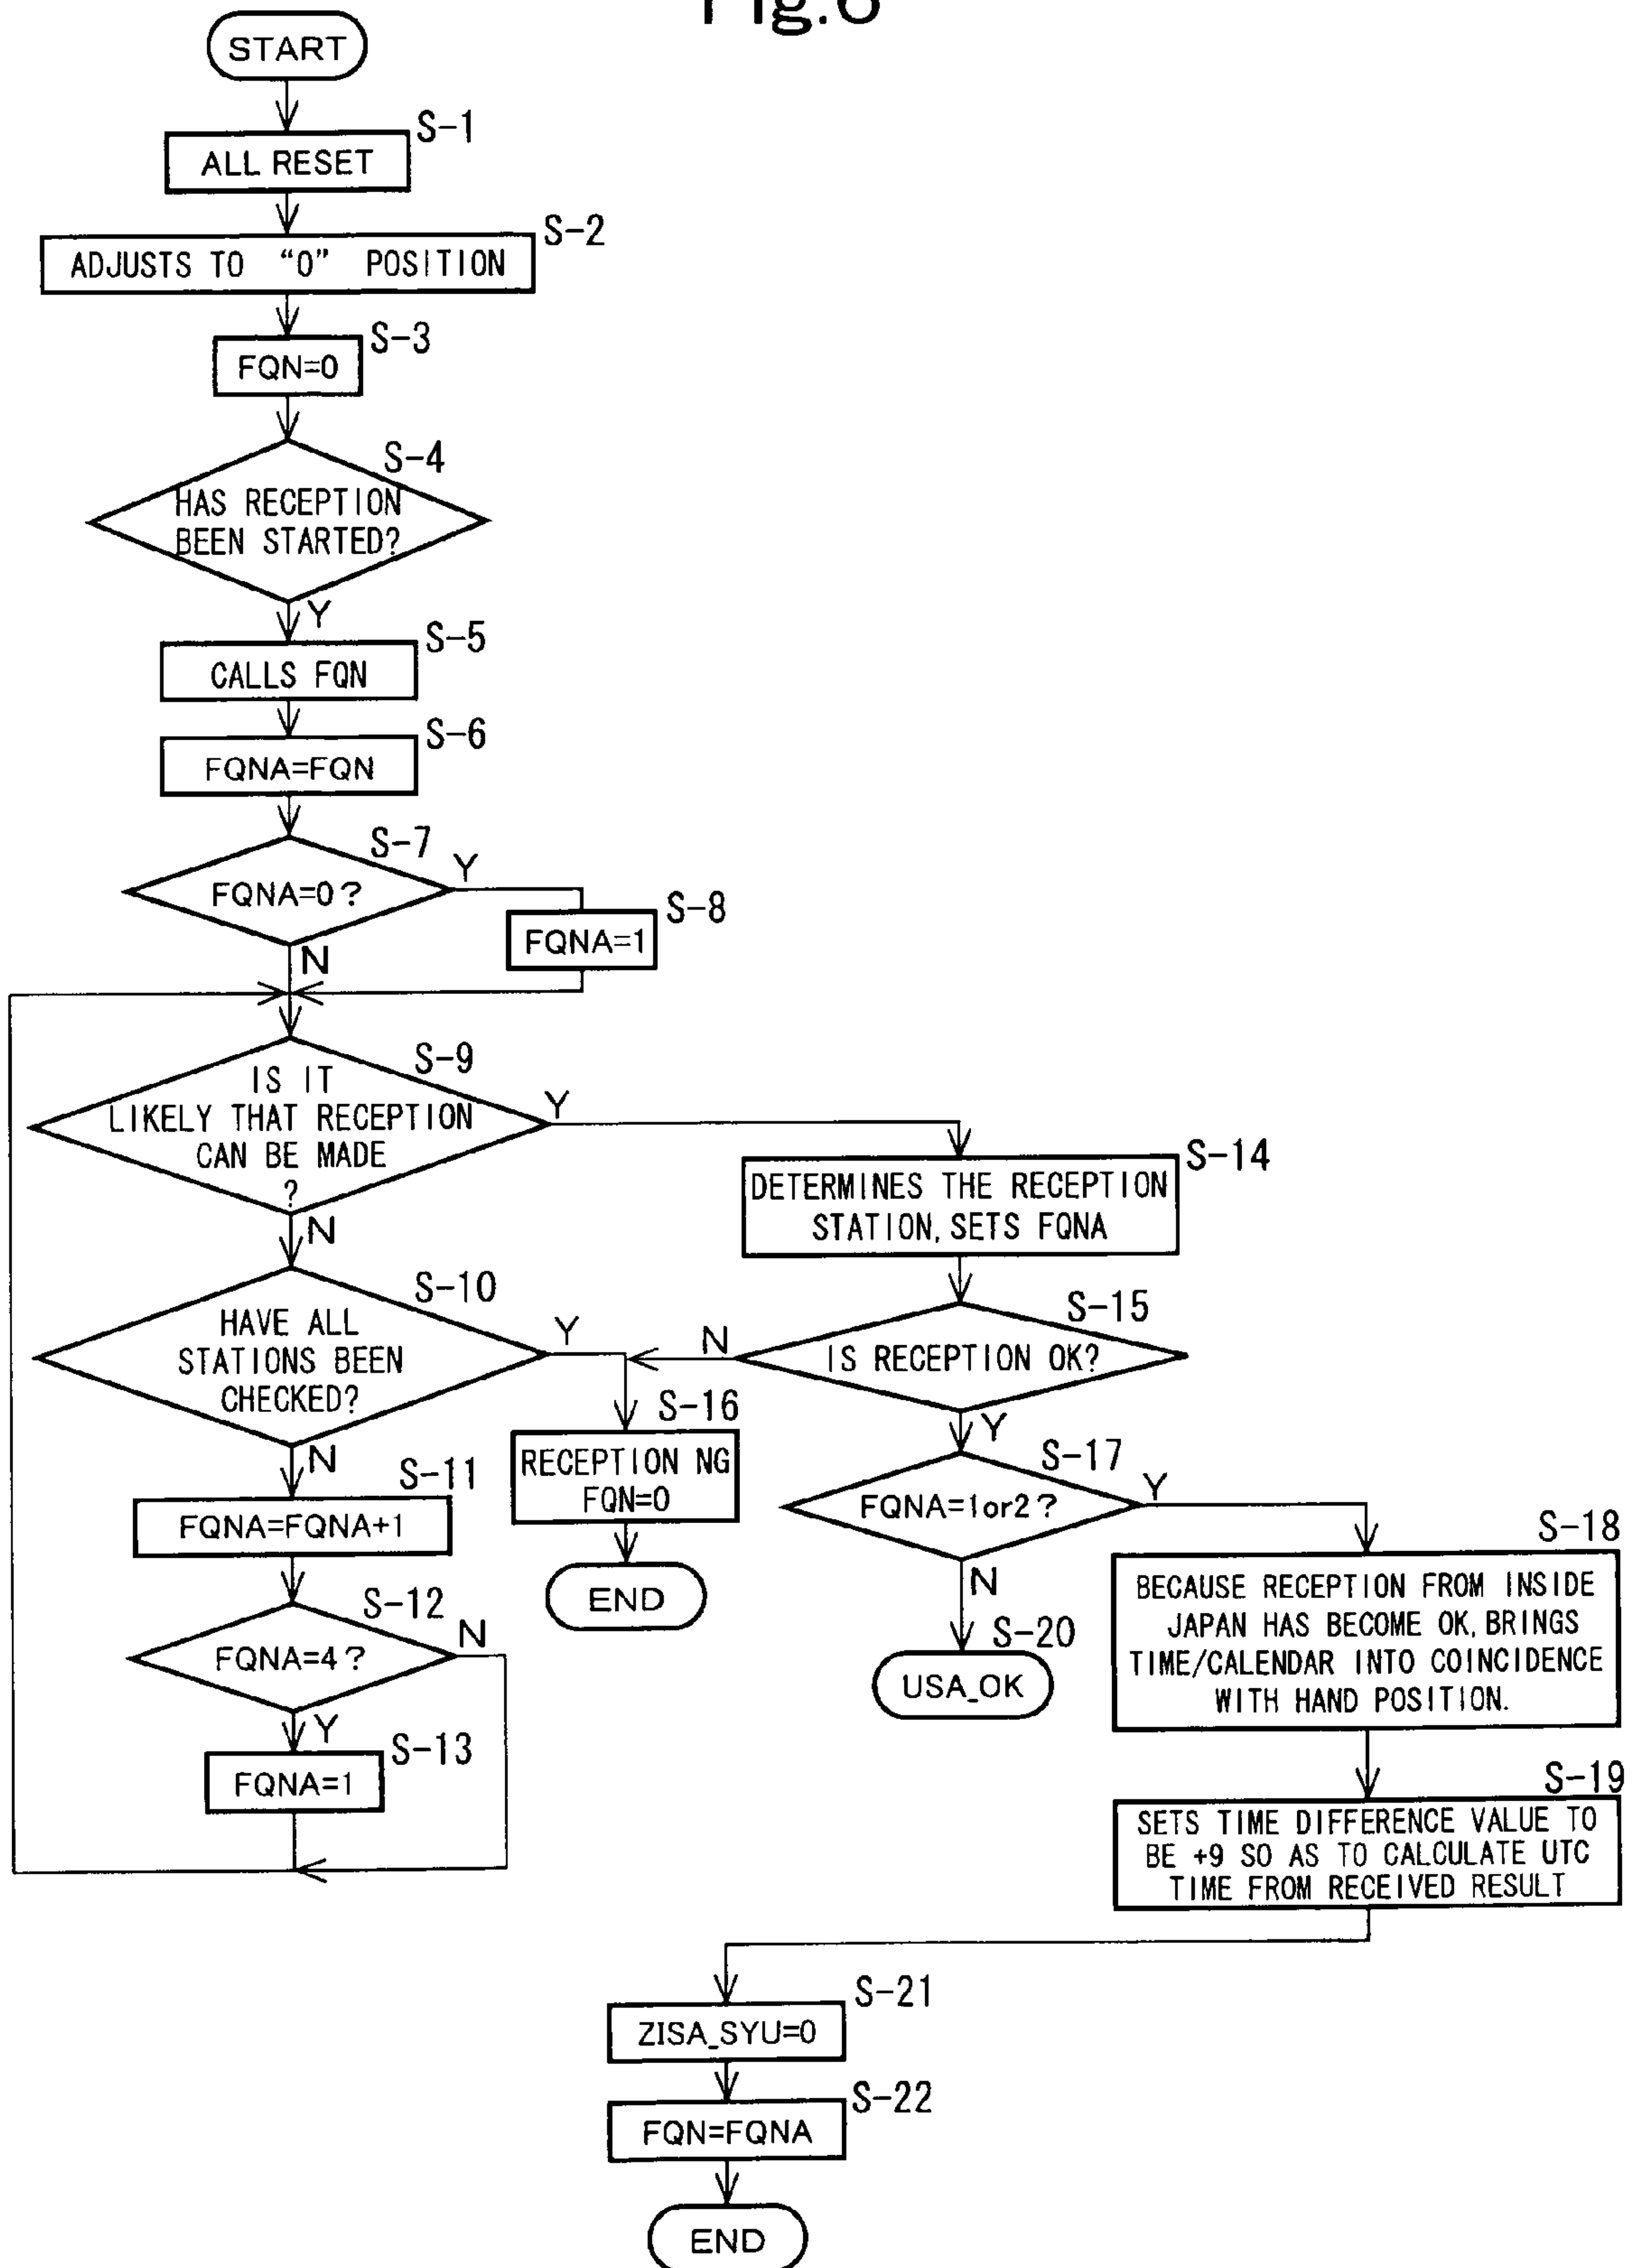 Fig.6
START
S-1
ALL RESET
S-2
ADJUSTS TO “0” POSITION
S-3
FQN=0
S-4
HAS RECEPTION
BEEN STARTED?
Y
S-5
CALLS FQN
S-6
FQNA=FQN
S-7
Y
FQNA=0?
S-8
FQNA=1
N
S-9
IS IT
LIKELY THAT RECEPTION
CAN BE MADE
?
Y
N
S-14
DETERMINES THE RECEPTION
STATION, SETS FQNA
S-10
HAVE ALL
STATIONS BEEN
CHECKED?
Y
N
S-15
IS RECEPTION OK?
N
Y
S-16
RECEPTION NG
FQN=0
END
S-11
FQNA=FQNA+1
S-12
FQNA=4?
N
Y
S-13
FQNA=1
S-17
FQNA=1or2?
Y
N
S-20
USA_OK
S-18
BECAUSE RECEPTION FROM INSIDE
JAPAN HAS BECOME OK, BRINGS
TIME/CALENDAR INTO COINCIDENCE
WITH HAND POSITION.
S-19
SETS TIME DIFFERENCE VALUE TO
BE +9 SO AS TO CALCULATE UTC
TIME FROM RECEIVED RESULT
S-21
ZISA_SYU=0
S-22
FQN=FQNA
END